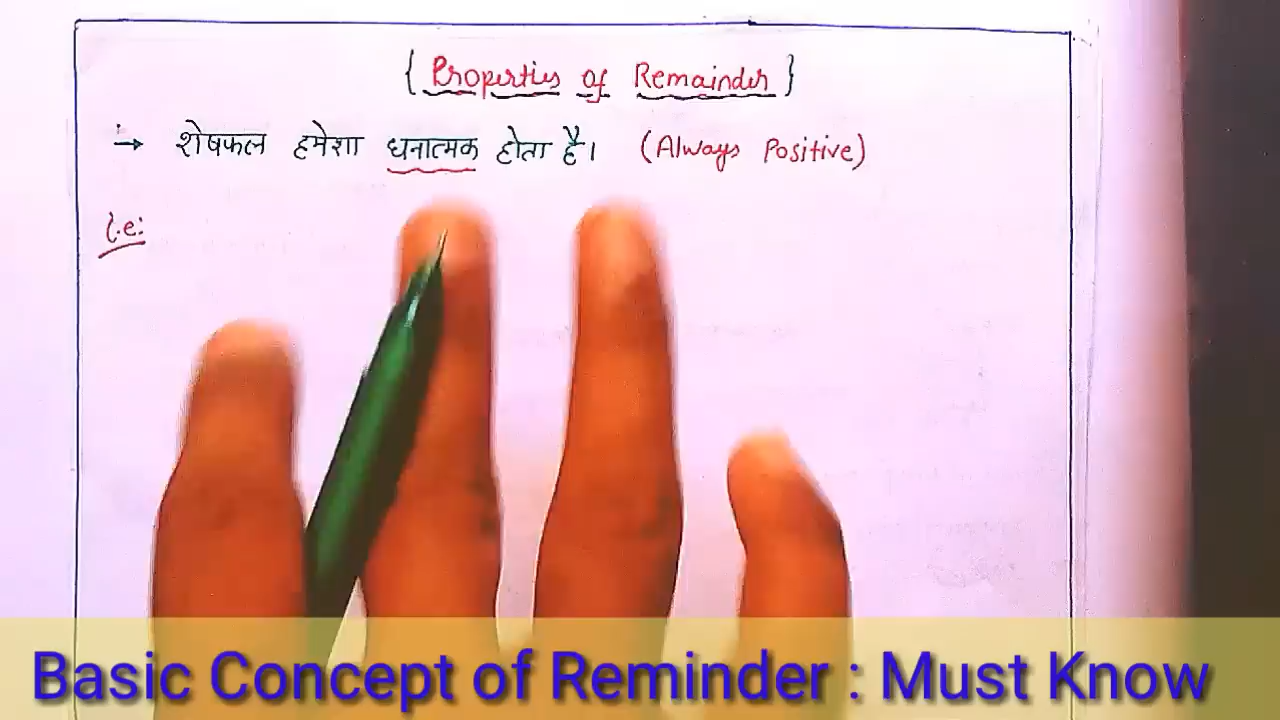 { Properties of Remainder }
→ शेषफल हमेशा धनात्मक होता है। (Always Positive)
i.e:
Basic Concept of Reminder : Must Know